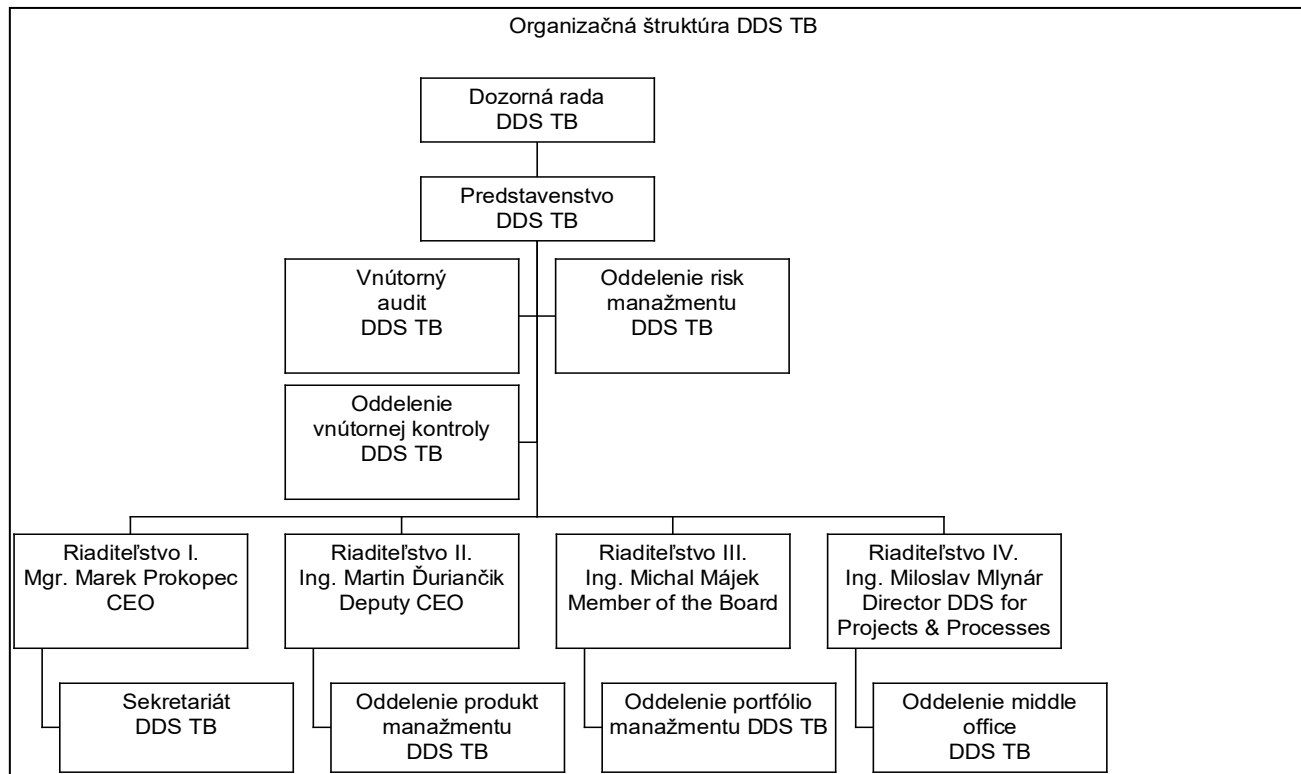 Organizačná štruktúra DDS TB
Dozorná rada
DDS TB
Predstavenstvo
DDS TB
Vnútorný
audit
DDS TB
Oddelenie risk
manažmentu
DDS TB
Oddelenie
vnútornej kontroly
DDS TB
Riaditeľstvo I.
Mgr. Marek Prokopec
CEO
Riaditeľstvo II.
Ing. Martin Ďuriančik
Deputy CEO
Riaditeľstvo III.
Ing. Michal Májek
Member of the Board
Riaditeľstvo IV.
Ing. Miloslav Mlynár
Director DDS for
Projects & Processes
Sekretariát
DDS TB
Oddelenie produkt
manažmentu
DDS TB
Oddelenie portfólio
manažmentu DDS TB
Oddelenie middle
office
DDS TB